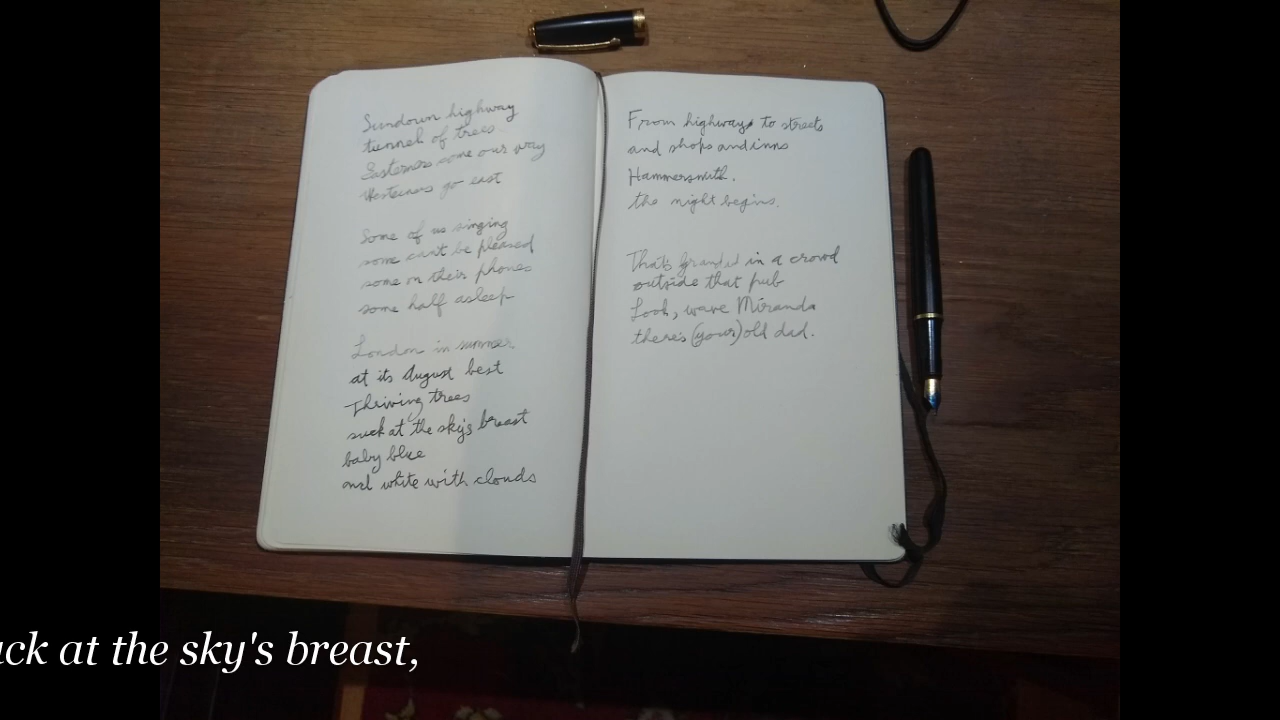 Sundown highway
tunnel of trees.
Easterners come our way
Westerners go east
Some of us singing
some can't be pleased
some on their phones
some half asleep
London in summer.
at its August best
Thriving trees
suck at the sky's breast
baby blue
and white with clouds
From highways to streets
and shops and inns
Hammersmith.
the night begins.
That's grandad in a crowd
outside that pub
Look, wave Miranda
there's (your) old dad.
uck at the sky's breast,